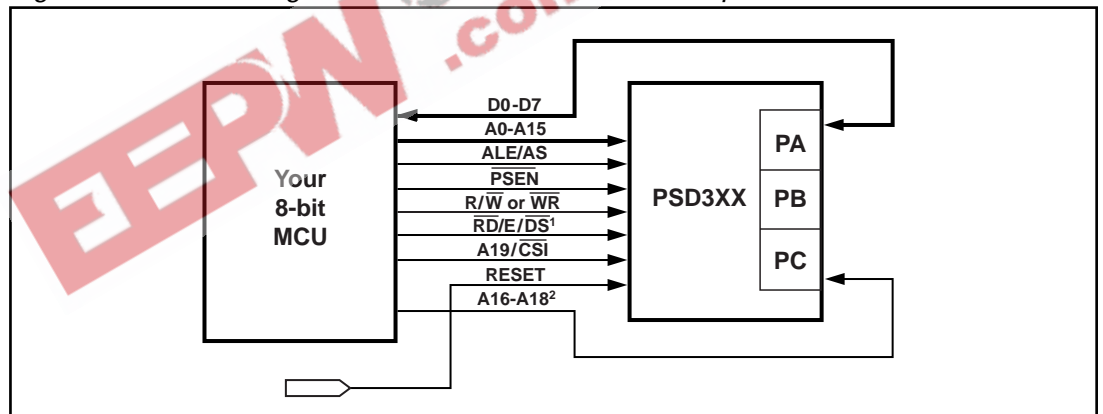 EEPW
.com
D0-D7
A0-A15
ALE/AS
PSEN
R/W or WR
RD/E/DS¹
A19/CSI
RESET
A16-A18²
Your
8-bit
MCU
PSD3XX
PA
PB
PC